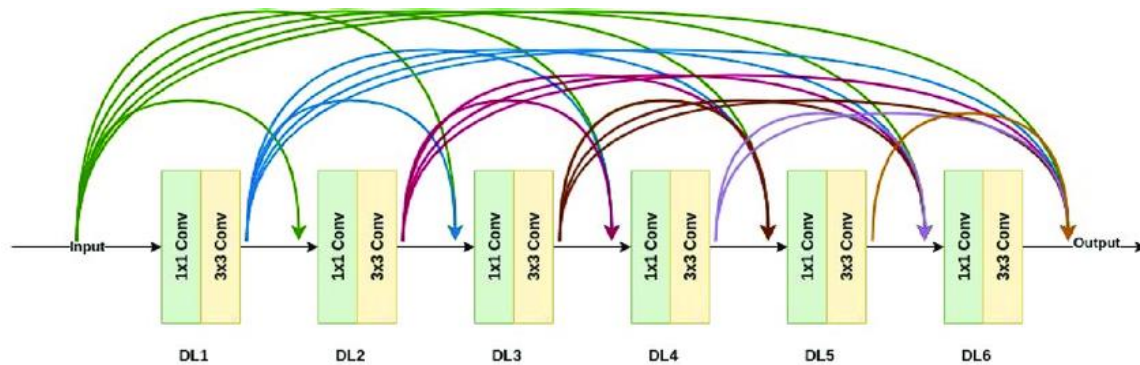 1x1 Conv
3x3 Conv
1x1 Conv
3x3 Conv
1x1 Conv
3x3 Conv
1x1 Conv
3x3 Conv
1x1 Conv
3x3 Conv
1x1 Conv
3x3 Conv
Input
Output
DL1
DL2
DL3
DL4
DL5
DL6